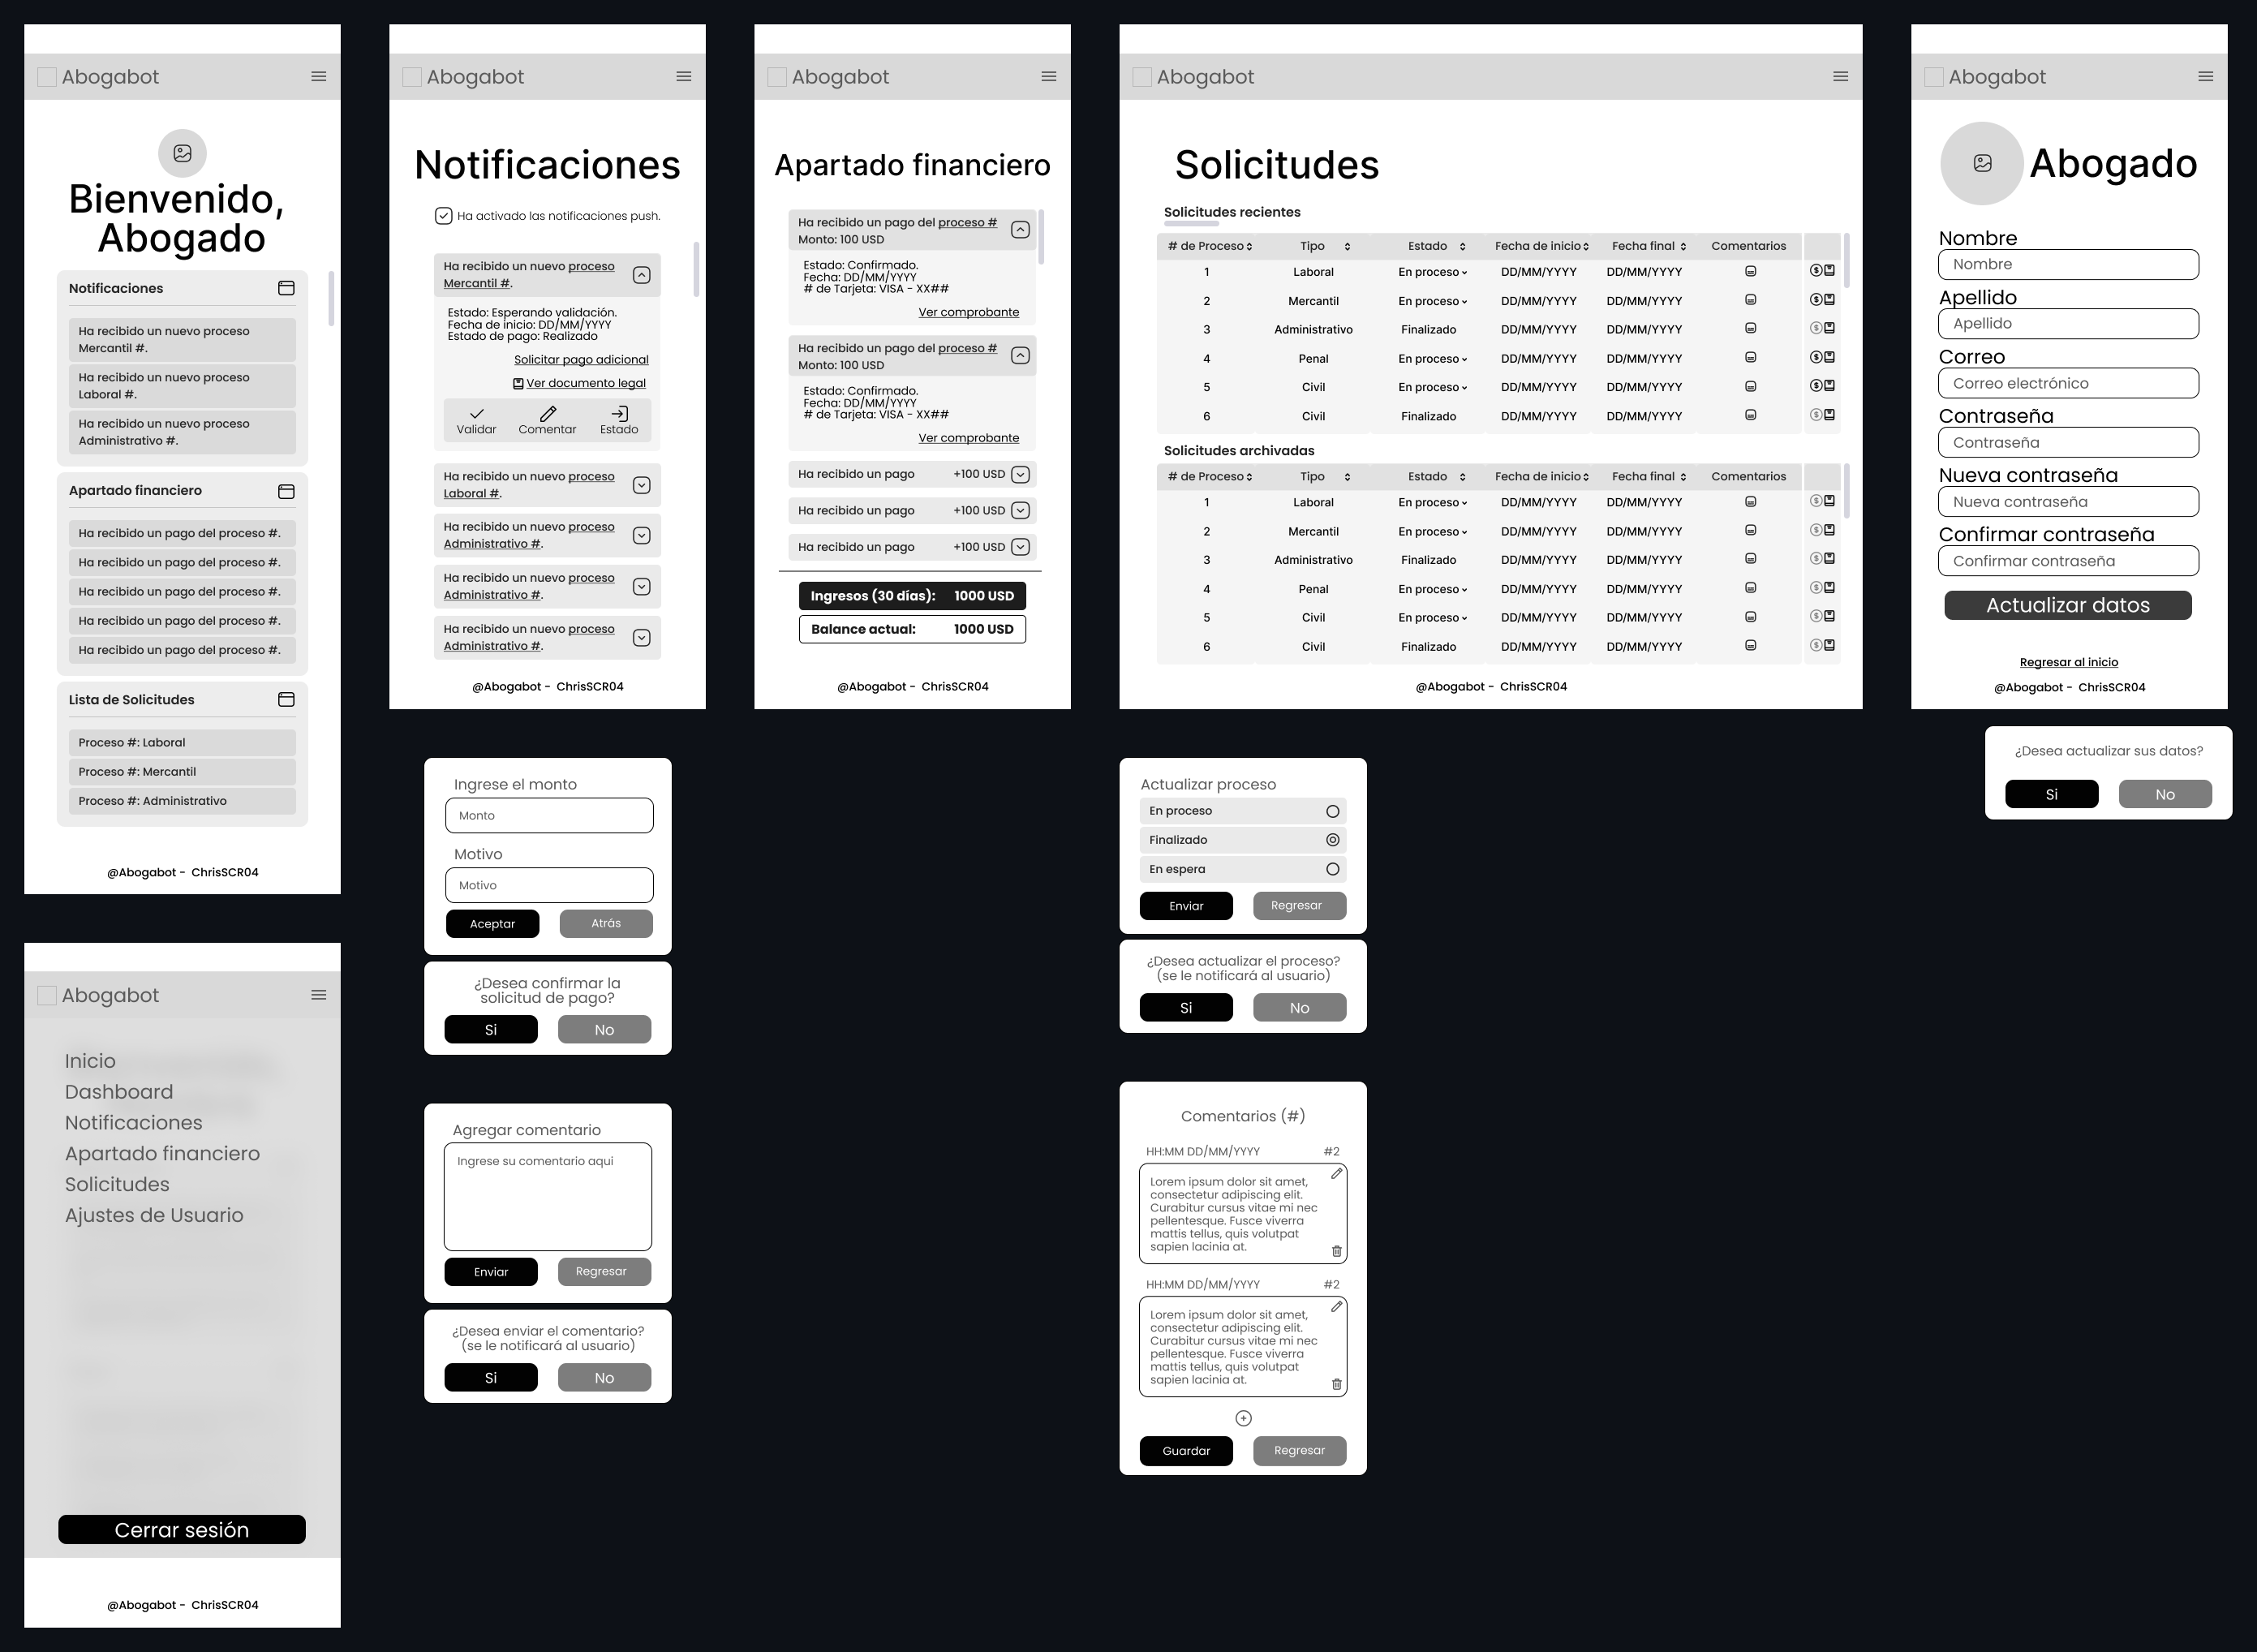 Abogabot
Bienvenido,
Abogado
Notificaciones
Ha recibido un nuevo proceso
Mercantil #.
Ha recibido un nuevo proceso
Laboral #.
Ha recibido un nuevo proceso
Administrativo #.
Apartado financiero
Ha recibido un pago del proceso #.
Ha recibido un pago del proceso #.
Ha recibido un pago del proceso #.
Ha recibido un pago del proceso #.
Ha recibido un pago del proceso #.
Lista de Solicitudes
Proceso #: Laboral
Proceso #: Mercantil
Proceso #: Administrativo
@Abogabot - ChrisSCR04
Abogabot
Inicio
Dashboard
Notificaciones
Apartado financiero
Solicitudes
Ajustes de Usuario
Cerrar sesión
@Abogabot - ChrisSCR04
Abogabot
Notificaciones
Ha activado las notificaciones push.
Ha recibido un nuevo proceso
Mercantil #.
Estado: Esperando validación.
Fecha de inicio: DD/MM/YYYY
Estado de pago: Realizado
Solicitar pago adicional
Ver documento legal
Validar Comentar Estado
Ha recibido un nuevo proceso
Laboral #.
Ha recibido un nuevo proceso
Administrativo #.
Ha recibido un nuevo proceso
Administrativo #.
Ha recibido un nuevo proceso
Administrativo #.
@Abogabot - ChrisSCR04
Ingrese el monto
Monto
Motivo
Motivo
Aceptar Atrás
¿Desea confirmar la
solicitud de pago?
Si No
Agregar comentario
Ingrese su comentario aqui
Enviar Regresar
¿Desea enviar el comentario?
(se le notificará al usuario)
Si No
Abogabot
Apartado financiero
Ha recibido un pago del proceso #
Monto: 100 USD
Estado: Confirmado.
Fecha: DD/MM/YYYY
# de Tarjeta: VISA - XX##
Ver comprobante
Ha recibido un pago del proceso #
Monto: 100 USD
Estado: Confirmado.
Fecha: DD/MM/YYYY
# de Tarjeta: VISA - XX##
Ver comprobante
Ha recibido un pago +100 USD
Ha recibido un pago +100 USD
Ha recibido un pago +100 USD
Ingresos (30 días): 1000 USD
Balance actual: 1000 USD
@Abogabot - ChrisSCR04
Abogabot
Solicitudes
Solicitudes recientes
# de Proceso Tipo Estado Fecha de inicio Fecha final Comentarios
1 Laboral En proceso DD/MM/YYYY DD/MM/YYYY
2 Mercantil En proceso DD/MM/YYYY DD/MM/YYYY
3 Administrativo Finalizado DD/MM/YYYY DD/MM/YYYY
4 Penal En proceso DD/MM/YYYY DD/MM/YYYY
5 Civil En proceso DD/MM/YYYY DD/MM/YYYY
6 Civil Finalizado DD/MM/YYYY DD/MM/YYYY
Solicitudes archivadas
# de Proceso Tipo Estado Fecha de inicio Fecha final Comentarios
1 Laboral En proceso DD/MM/YYYY DD/MM/YYYY
2 Mercantil En proceso DD/MM/YYYY DD/MM/YYYY
3 Administrativo Finalizado DD/MM/YYYY DD/MM/YYYY
4 Penal En proceso DD/MM/YYYY DD/MM/YYYY
5 Civil En proceso DD/MM/YYYY DD/MM/YYYY
6 Civil Finalizado DD/MM/YYYY DD/MM/YYYY
@Abogabot - ChrisSCR04
Actualizar proceso
En proceso
Finalizado
En espera
Enviar Regresar
¿Desea actualizar el proceso?
(se le notificará al usuario)
Si No
Comentarios (#)
HH:MM DD/MM/YYYY #2
Lorem ipsum dolor sit amet,
consectetur adipiscing elit.
Curabitur cursus vitae mi nec
pellentesque. Fusce viverra
mattis tellus, quis volutpat
sapien lacinia at.
HH:MM DD/MM/YYYY #2
Lorem ipsum dolor sit amet,
consectetur adipiscing elit.
Curabitur cursus vitae mi nec
pellentesque. Fusce viverra
mattis tellus, quis volutpat
sapien lacinia at.
Guardar Regresar
Abogabot
Abogado
Nombre
Nombre
Apellido
Apellido
Correo
Correo electrónico
Contraseña
Contraseña
Nueva contraseña
Nueva contraseña
Confirmar contraseña
Confirmar contraseña
Actualizar datos
Regresar al inicio
@Abogabot - ChrisSCR04
¿Desea actualizar sus datos?
Si No